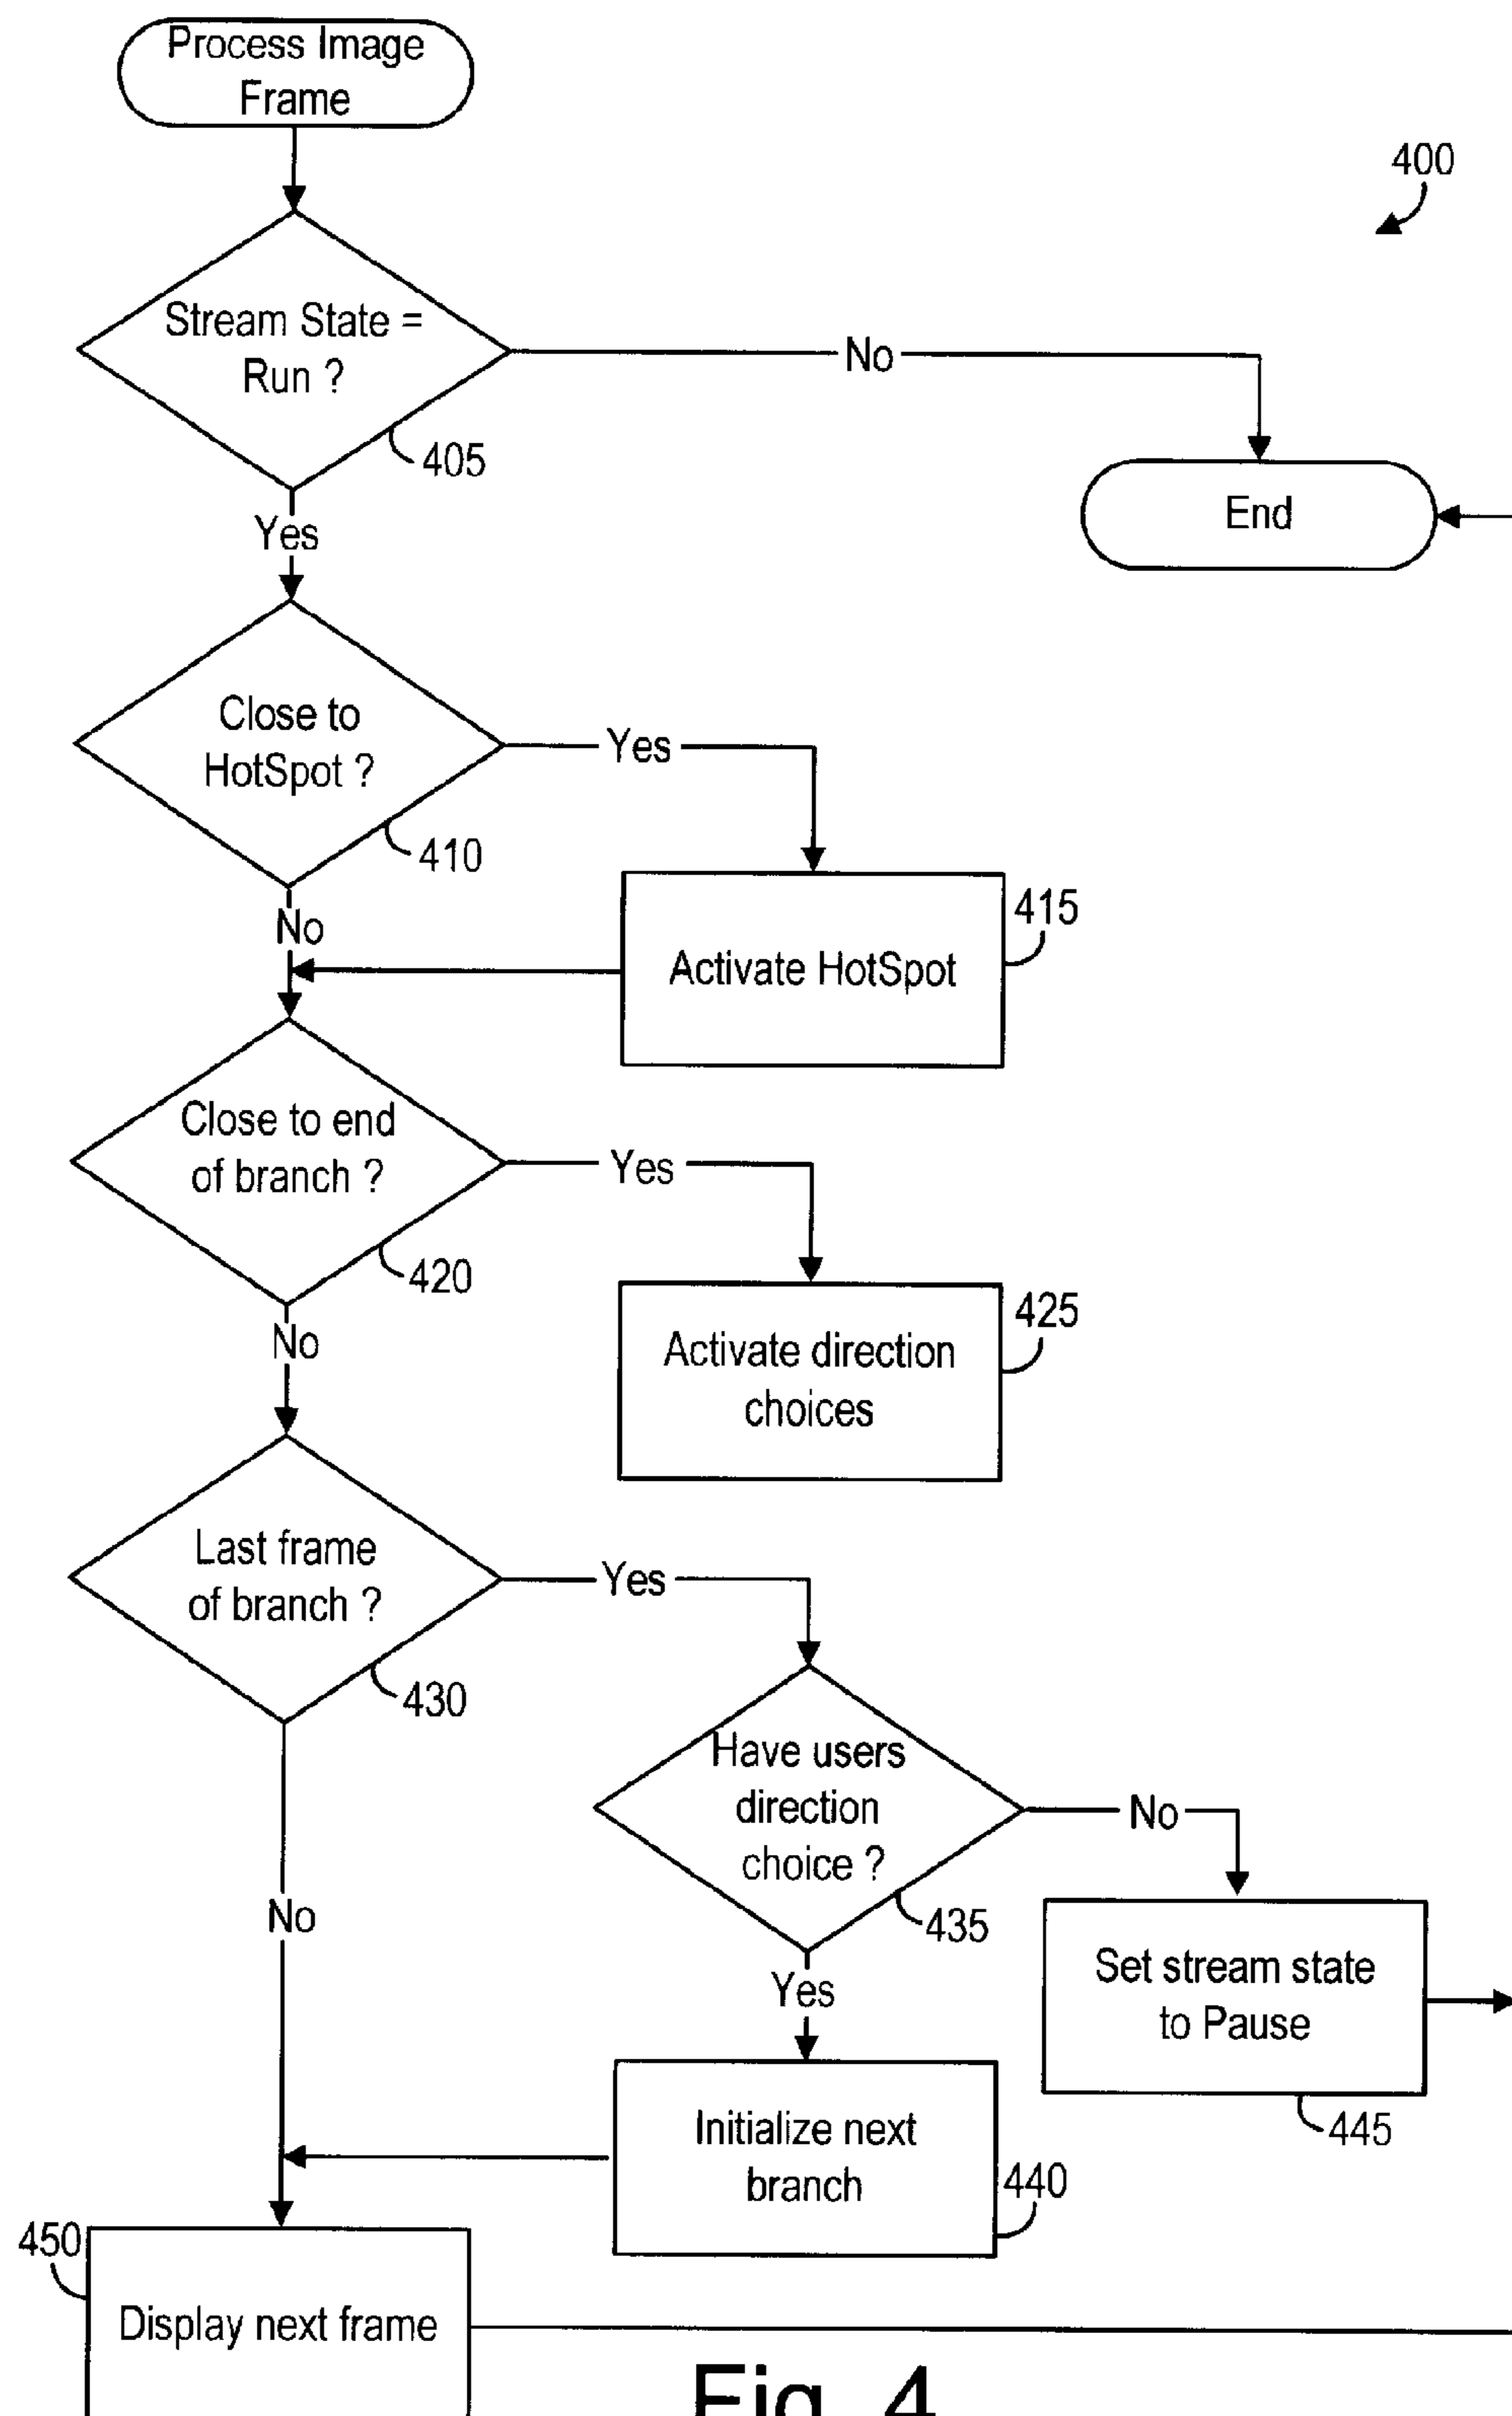 Process Image
Frame
400
Stream State =
Run ?
No
405
End
Yes
Close to
HotSpot ?
Yes
410
415
No
Activate HotSpot
Close to end
of branch ?
Yes
420
425
No
Activate direction
choices
Last frame
of branch ?
Yes
430
Have users
direction
choice ?
No
435
No
Set stream state
to Pause
Yes
445
Initialize next
branch
440
450
Display next frame
Fig. 4